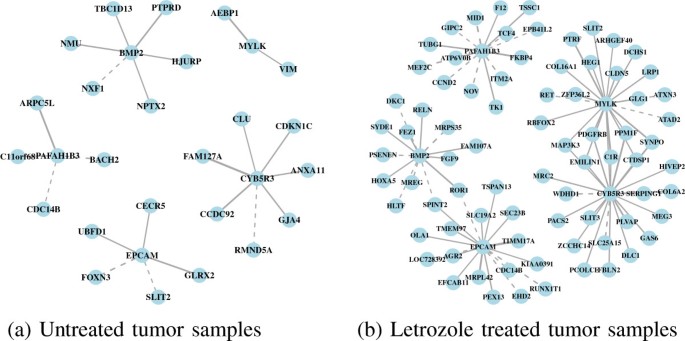 TBC1D13
PTPRD
AEBP1
NMU
BMP2
MYLK
HJURP
VIM
NXF1
NPTX2
ARPC5L
CLU
CDKN1C
C11orf68
PAFAH1B3
BACH2
FAM127A
ANXA11
CYB5R3
CDC14B
CCDC92
GJA4
CECR5
RMND5A
UBFD1
EPCAM
FOXN3
GLRX2
SLIT2
(a) Untreated tumor samples
F12
TSSC1
MID1
GIPC2
TCF4
EPB41L2
TUBG1
PAFAH1B3
ATP6V0B
FKBP4
MEF2C
CCND2
ITM2A
NOV
TK1
SLIT2
PTRF
ARHGEF40
DCHS1
HEG1
COL16A1
CLDN5
LRP1
RET
ZFP36L2
GLG1
ATXN3
MYLK
RBFOX2
ATAD2
PDGFRB
PPM1F
SYNPO
MAP3K3
C1R
EMILIN1
CTDSP1
HIVEP2
MRC2
WDHD1
CYB5R3
SERPING1
COL6A2
PACS2
SLIT3
PLVAP
MEG3
ZCCHC14
SLC25A15
GAS6
DLC1
PCOLCE
FBLN2
DKC1
RELN
SYDE1
FEZ1
MRPS35
FAM107A
PSENEN
BMP2
FGF9
HOXA5
MREG
ROR1
HLTF
SPINT2
TSPAN13
SLC19A2
SEC23B
TMEM97
OLA1
EPCAM
TIMM17A
LOC728392
AGR2
KIAA0391
CDC14B
EFCAB11
MRPL42
RUNX1T1
PEX13
EHD2
(b) Letrozole treated tumor samples